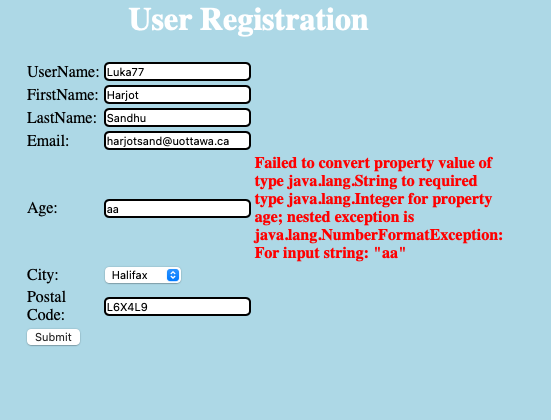 User Registration
UserName: Luka77
FirstName: Harjot
LastName: Sandhu
Email: harjotsand@uottawa.ca
Age: aa
Failed to convert property value of
type java.lang.String to required
type java.lang.Integer for property
age; nested exception is
java.lang.NumberFormatException:
For input string: "aa"
City: Halifax
Postal
Code: L6X4L9
Submit